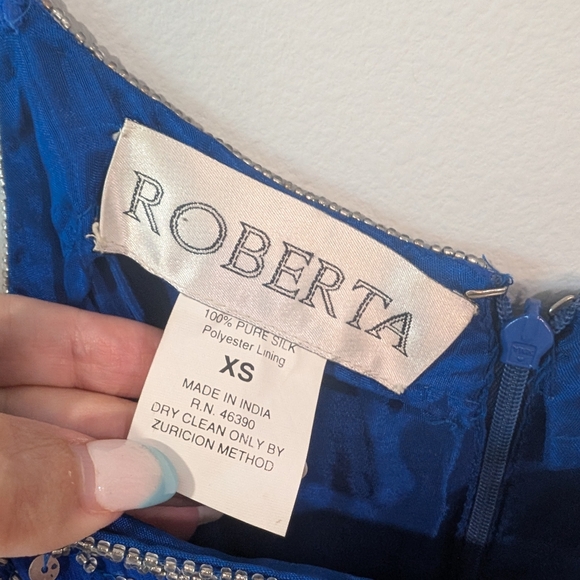 ROBERTA
100% PURE SILK
Polyester Lining
XS
MADE IN INDIA
R.N. 46390
DRY CLEAN ONLY BY
ZURICION METHOD